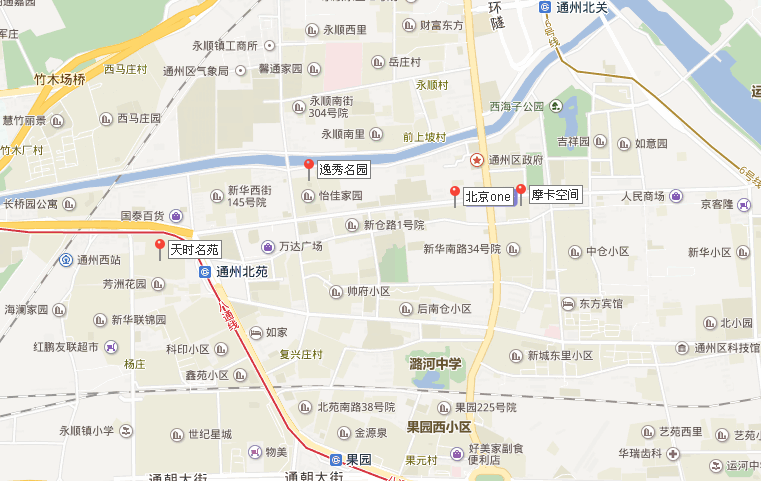 通嘉园
军庄
永顺西里
财富东方
环
隧
通州北关
永顺镇工商所
6号线
竹木场桥
西马庄村
通州区气象局
馨通家园
岳庄村
永顺村
运
慧竹丽景
西马庄园
永顺南街
304号院
西海子公园
永顺南里
前上坡村
吉祥园
如意园
竹木厂村
逸秀名园
通州区政府
6号线
长桥园公寓
新华西街
145号院
怡佳家园
北京one
摩卡空间
人民商场
京客隆
国泰百货
新仓路1号院
天时名苑
万达广场
新华南路34号院
中仓小区
新华小区
通州西站
通州北苑
芳洲花园
帅府小区
后南仓小区
东方宾馆
海澜家园
新华联锦园
八通线
如家
北小园
红鹏友联超市
科印小区
复兴庄村
潞河中学
新城东里小区
通州区科技馆
杨庄
鑫苑小区
北苑南路38号院
果园225号院
永顺镇小学
世纪星城
金源泉
果园西小区
艺苑西里
艺苑小
物美
果园
果元村
好美家副食
便利店
华瑞齿科
运河中
通朝大街
通朝大街